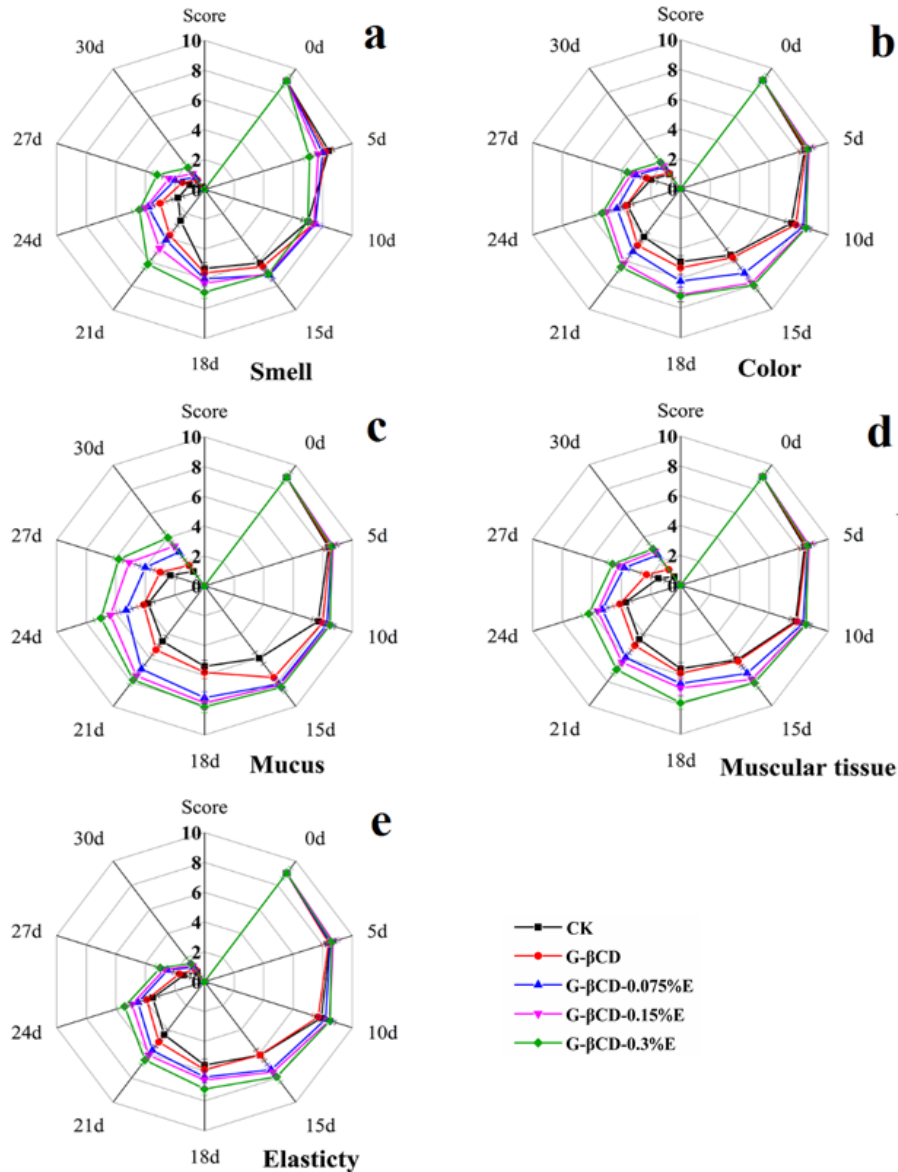 Score
a
10
30d
0d
8
6
27d
5d
4
2
0
24d
10d
21d
15d
18d
Smell
Score
b
10
30d
0d
8
6
27d
5d
4
2
0
24d
10d
21d
15d
18d
Color
Score
c
10
30d
0d
8
6
27d
5d
4
2
0
24d
10d
21d
15d
18d
Mucus
Score
d
10
30d
0d
8
6
27d
5d
4
2
0
24d
10d
21d
15d
18d
Muscular tissue
Score
e
10
30d
0d
8
6
27d
5d
4
2
0
24d
10d
21d
15d
18d
Elasticty
CK
G-βCD
G-βCD-0.075%E
G-βCD-0.15%E
G-βCD-0.3%E